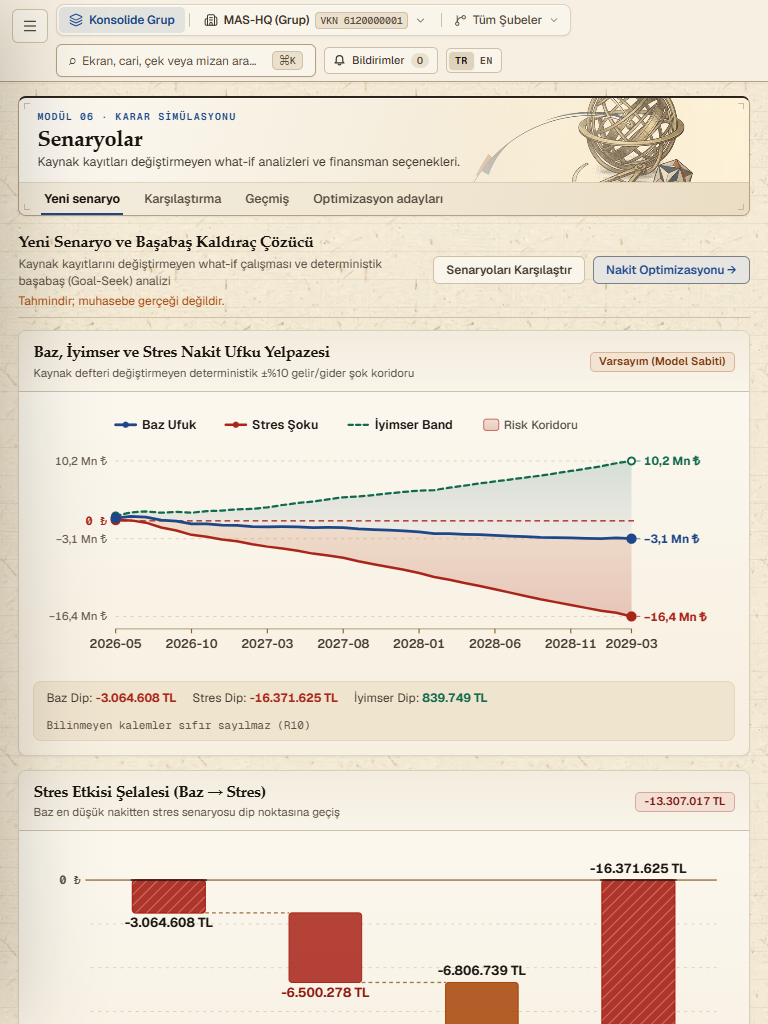 Konsolide Grup
MAS-HQ (Grup) VKN 6120000001
Tüm Şubeler
Ekran, cari, çek veya mizan ara… ⌘K
Bildirimler 0
TR EN
MODÜL 06 · KARAR SİMÜLASYONU
Senaryolar
Kaynak kayıtları değiştirmeyen what-if analizleri ve finansman seçenekleri.
Yeni senaryo Karşılaştırma Geçmiş Optimizasyon adayları
Yeni Senaryo ve Başabaş Kaldıraç Çözücü
Kaynak kayıtlarını değiştirmeyen what-if çalışması ve deterministik
başabaş (Goal-Seek) analizi
Tahmindir; muhasebe gerçeği değildir.
Senaryoları Karşılaştır
Nakit Optimizasyonu →
Baz, İyimser ve Stres Nakit Ufku Yelpazesi
Kaynak defteri değiştirmeyen deterministik ±%10 gelir/gider şok koridoru
Varsayım (Model Sabiti)
Baz Ufuk Stres Şoku İyimser Band Risk Koridoru
10,2 Mn ₺ 10,2 Mn ₺
0 ₺
−3,1 Mn ₺ −3,1 Mn ₺
−16,4 Mn ₺ −16,4 Mn ₺
2026-05 2026-10 2027-03 2027-08 2028-01 2028-06 2028-11 2029-03
Baz Dip: -3.064.608 TL Stres Dip: -16.371.625 TL İyimser Dip: 839.749 TL
Bilinmeyen kalemler sıfır sayılmaz (R10)
Stres Etkisi Şelalesi (Baz → Stres)
Baz en düşük nakitten stres senaryosu dip noktasına geçiş
-13.307.017 TL
-16.371.625 TL
0 ₺
-3.064.608 TL
-6.806.739 TL
-6.500.278 TL